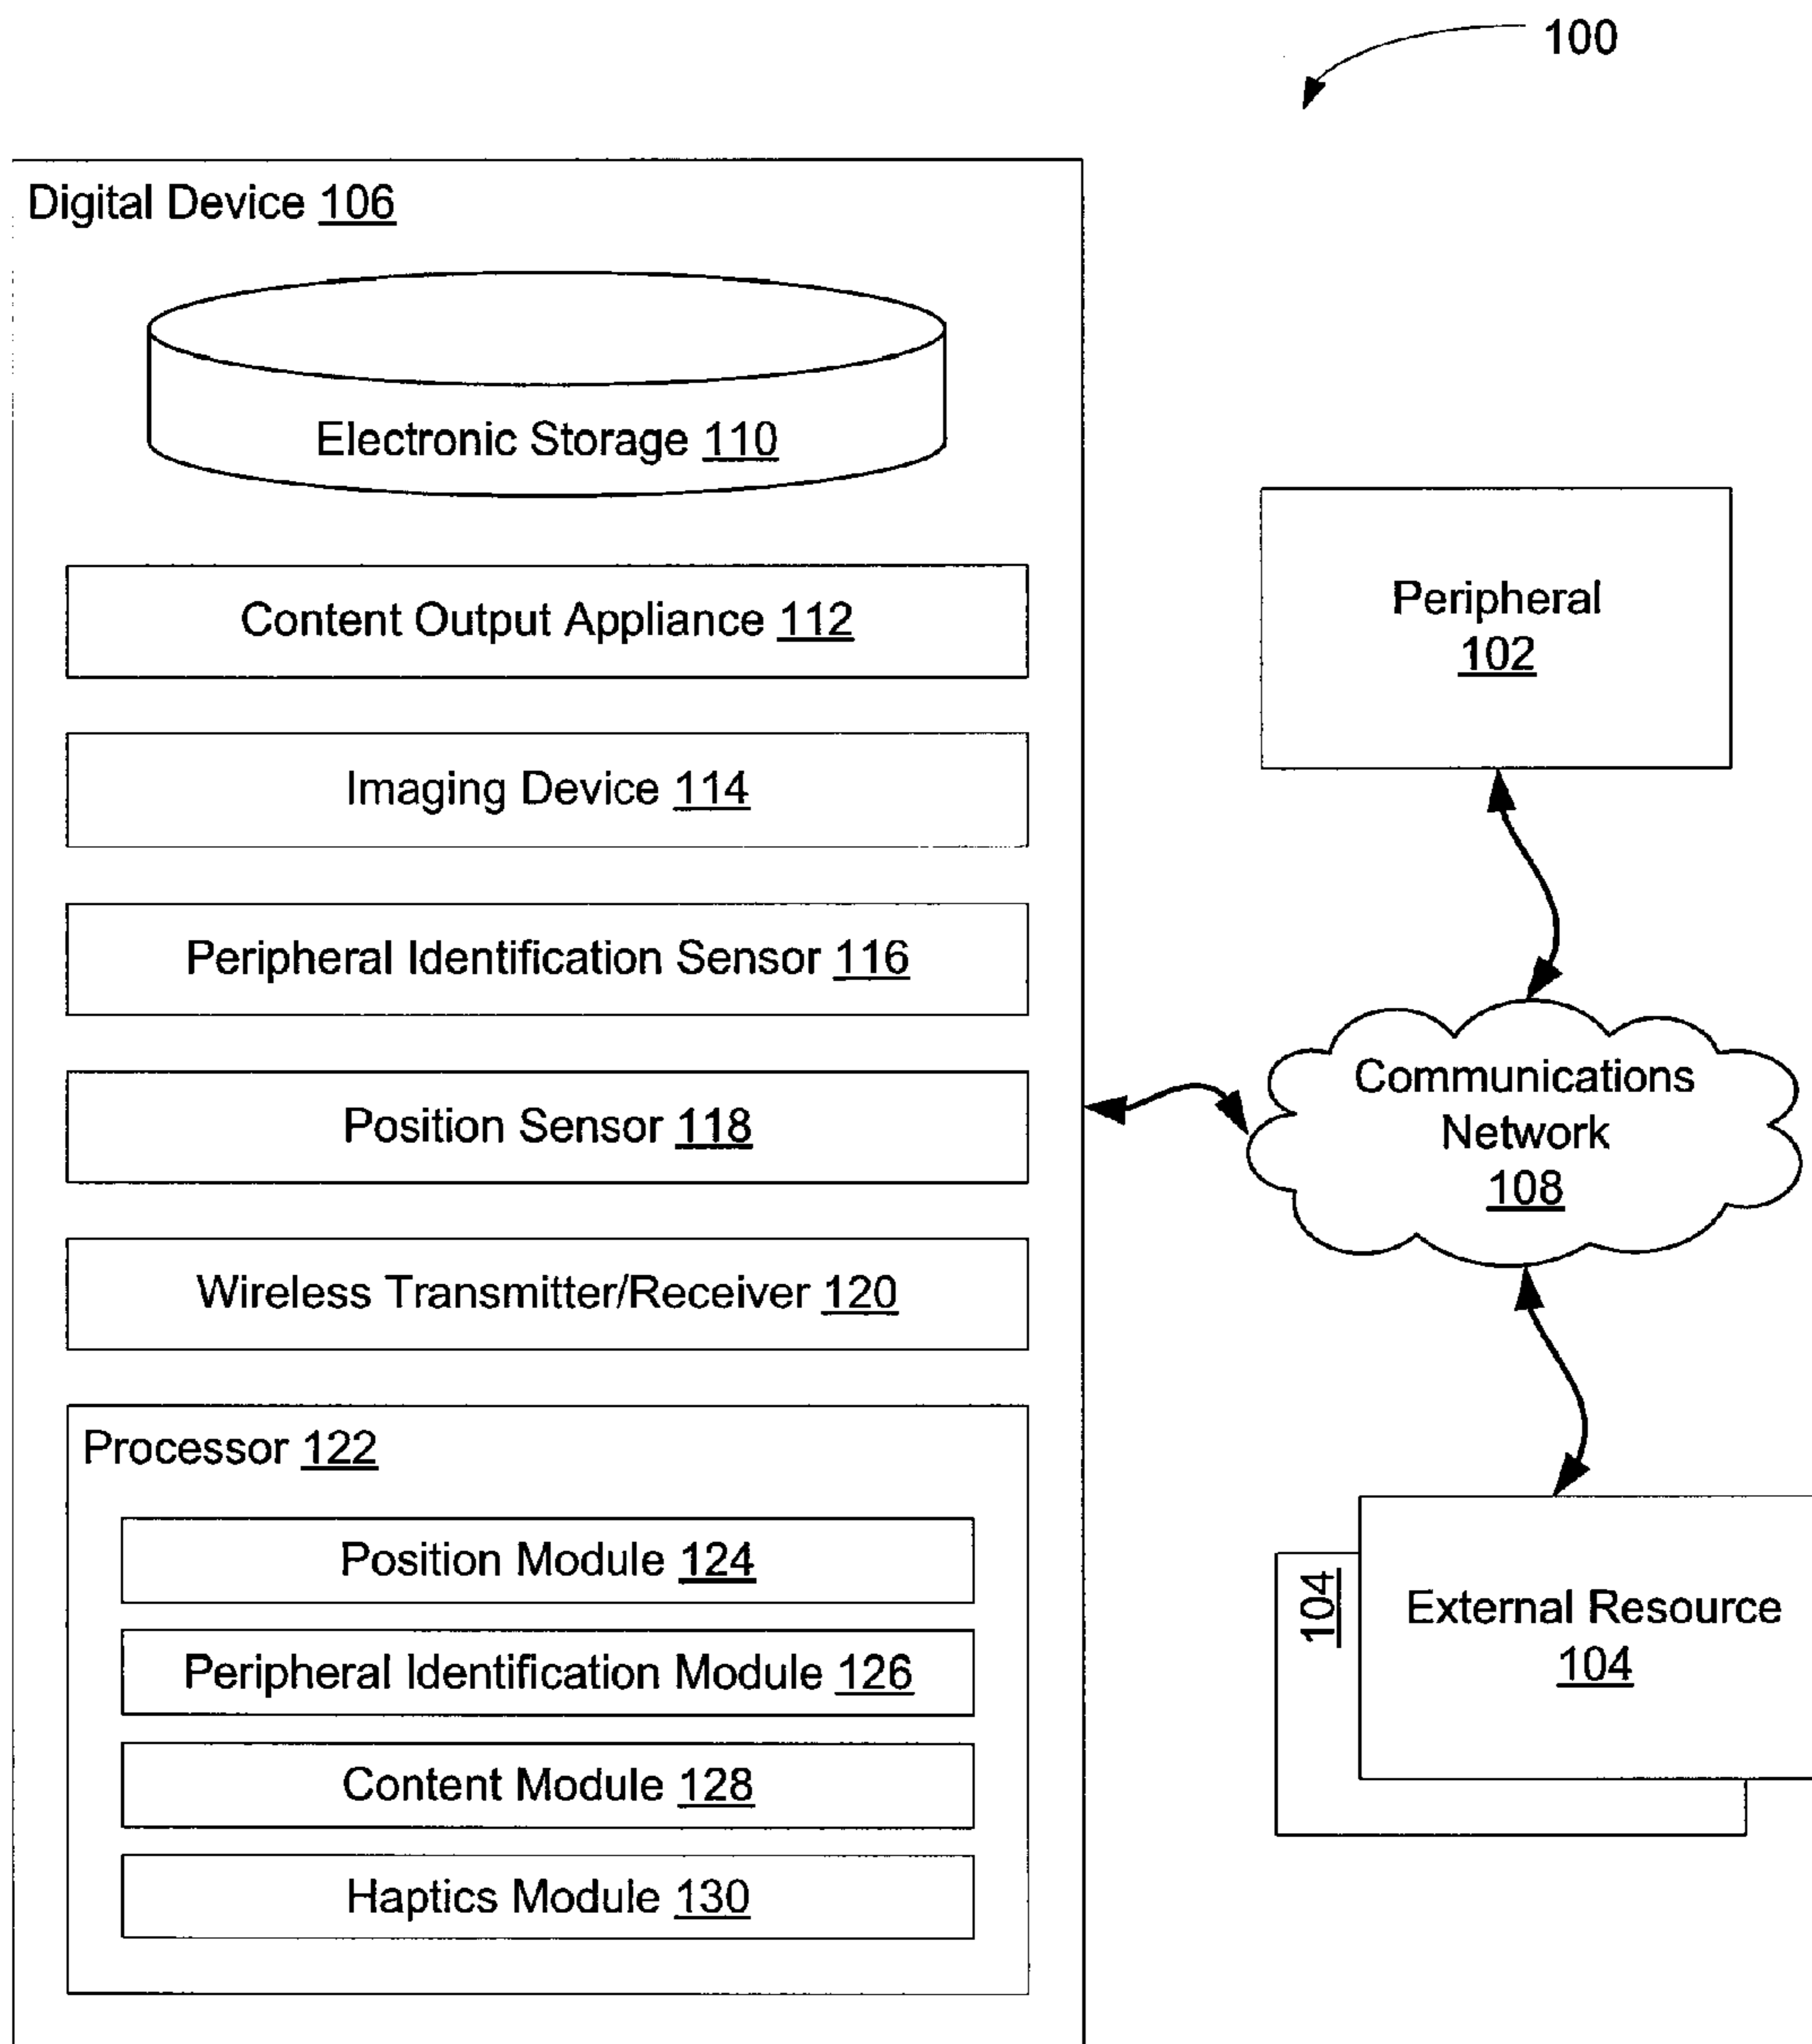 100
Digital Device 106
Electronic Storage 110
Content Output Appliance 112
Imaging Device 114
Peripheral Identification Sensor 116
Position Sensor 118
Wireless Transmitter/Receiver 120
Processor 122
Position Module 124
Peripheral Identification Module 126
Content Module 128
Haptics Module 130
Peripheral
102
Communications
Network
108
104
External Resource
104